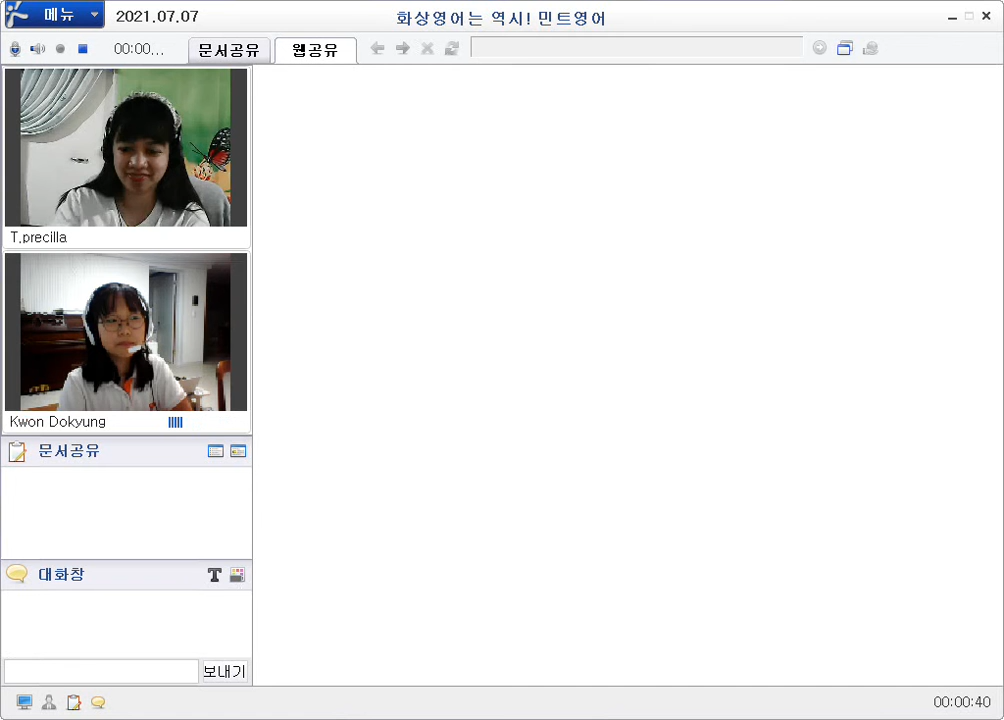 메뉴 2021.07.07 화상영어는 역시! 민트영어
00:00... 문서공유 웹공유
T.precilla
Kwon Dokyung
문서공유
대화창 T
보내기
00:00:40